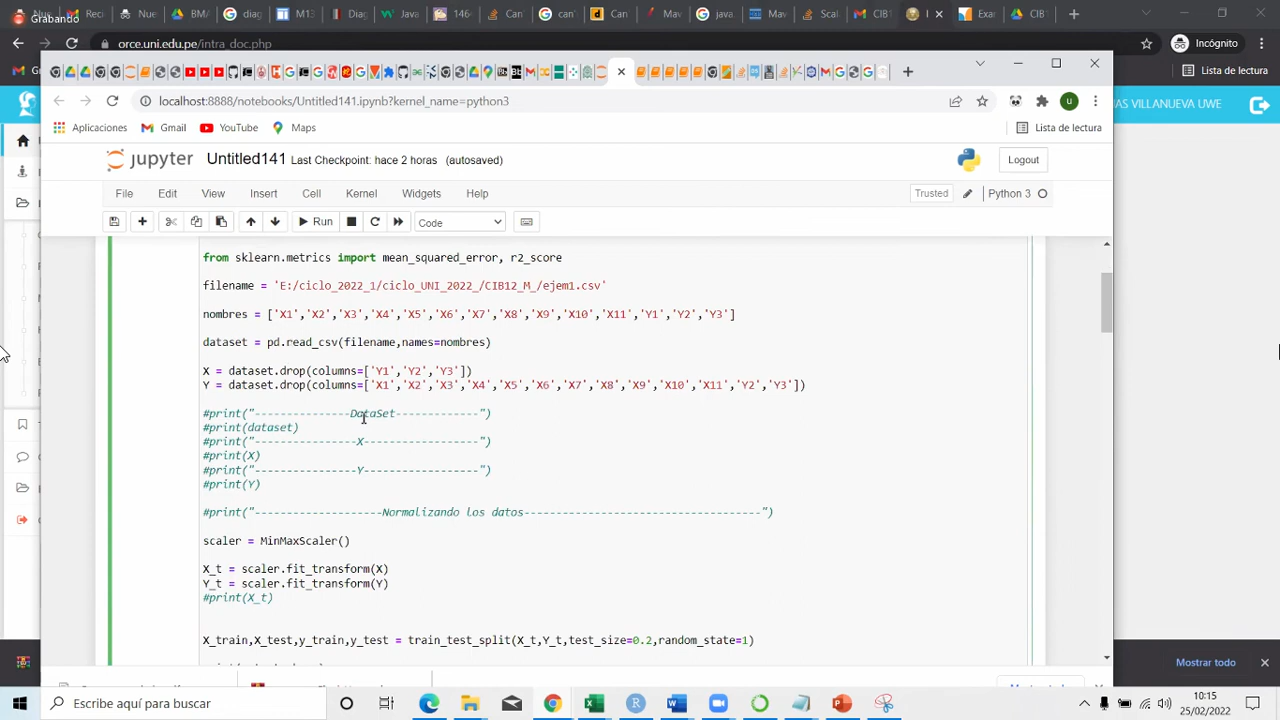 Grabando
BM/
diag
M13
Diag
WhatsA
Java
146
Can
can
Can
Mav
java
Java
Map
Scal
CIB1
Exa
CIB1
orce.uni.edu.pe/intra_doc.php
Incógnito
Lista de lectura
AS VILLANUEVA UWE
localhost:8888/notebooks/Untitled141.ipynb?kernel_name=python3
Aplicaciones Gmail YouTube Maps
Lista de lectura
jupyter Untitled141 Last Checkpoint: hace 2 horas (autosaved)
Logout
File Edit View Insert Cell Kernel Widgets Help
Trusted
Python 3
Run
Code
from sklearn.metrics import mean_squared_error, r2_score
filename = 'E:/ciclo_2022_1/ciclo_UNI_2022_/CIB12_M_/ejem1.csv'
nombres = ['X1','X2','X3','X4','X5','X6','X7','X8','X9','X10','X11','Y1','Y2','Y3']
dataset = pd.read_csv(filename,names=nombres)
X = dataset.drop(columns=['Y1','Y2','Y3'])
Y = dataset.drop(columns=['X1','X2','X3','X4','X5','X6','X7','X8','X9','X10','X11','Y2','Y3'])
#print("---------------DataSet-------------")
#print(dataset)
#print("----------------X------------------")
#print(X)
#print("----------------Y------------------")
#print(Y)
#print("--------------------Normalizando los datos-------------------------------------")
scaler = MinMaxScaler()
X_t = scaler.fit_transform(X)
Y_t = scaler.fit_transform(Y)
#print(X_t)
X_train,X_test,y_train,y_test = train_test_split(X_t,Y_t,test_size=0.2,random_state=1)
Mostrar todo
Escribe aquí para buscar
10:15
25/02/2022